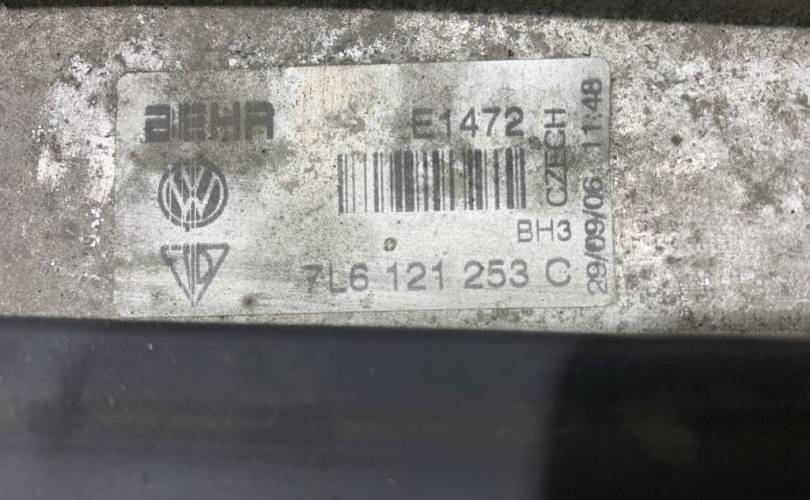 BEHR
E1472
CZECH
29/09/06 11:48
BH3
7L6 121 253 C